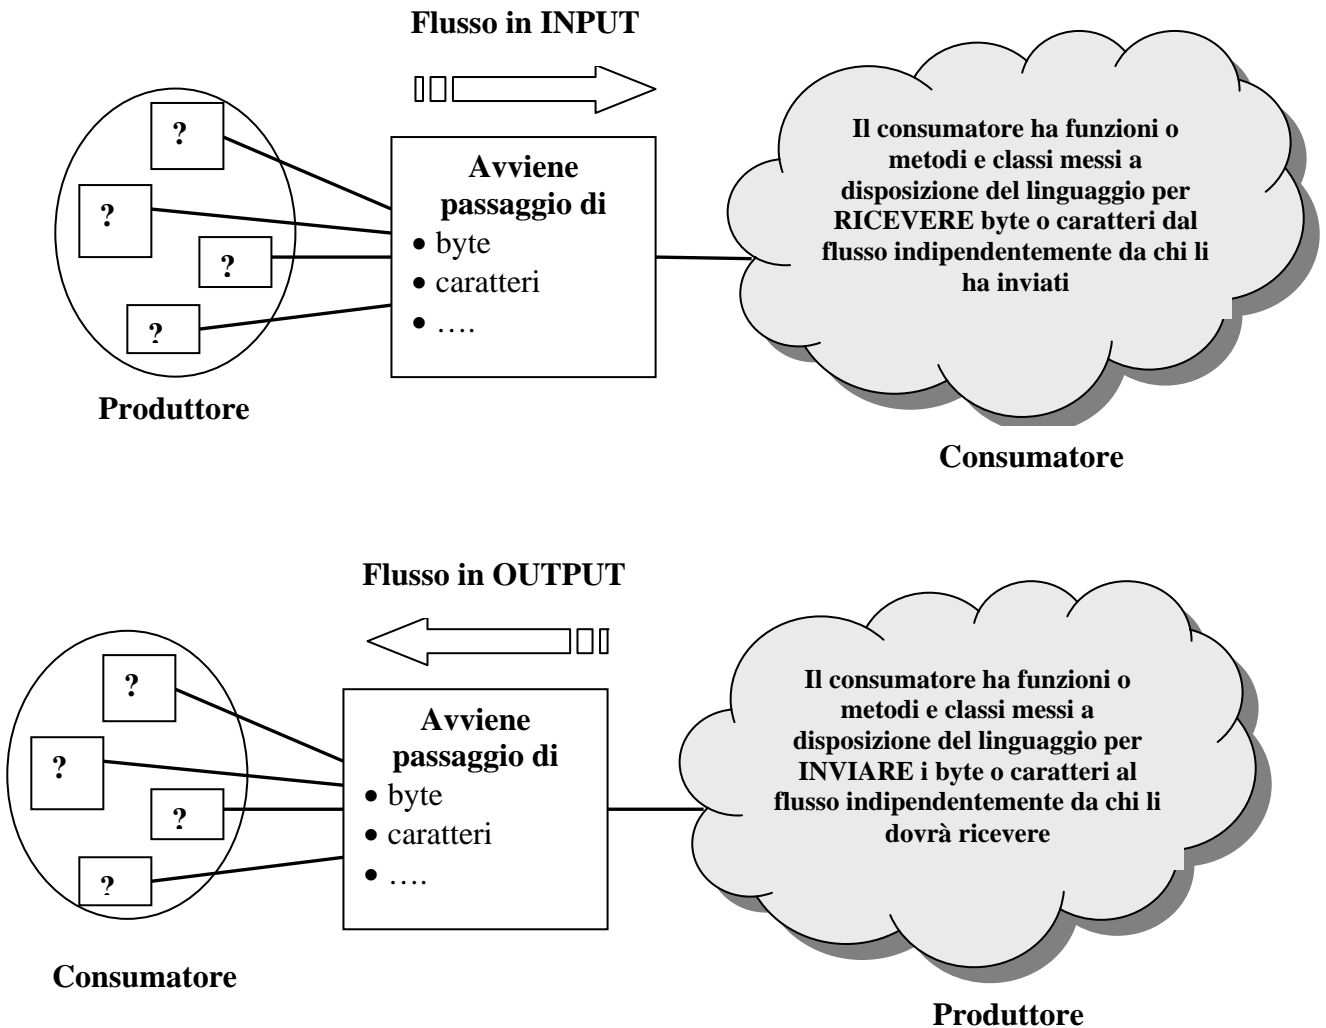 Flusso in INPUT
?
?
?
?
Avviene
passaggio di
• byte
• caratteri
• ….
Il consumatore ha funzioni o
metodi e classi messi a
disposizione del linguaggio per
RICEVERE byte o caratteri dal
flusso indipendentemente da chi li
ha inviati
Produttore
Consumatore
Flusso in OUTPUT
?
?
?
?
Avviene
passaggio di
• byte
• caratteri
• ….
Il consumatore ha funzioni o
metodi e classi messi a
disposizione del linguaggio per
INVIARE i byte o caratteri al
flusso indipendentemente da chi li
dovrà ricevere
Consumatore
Produttore